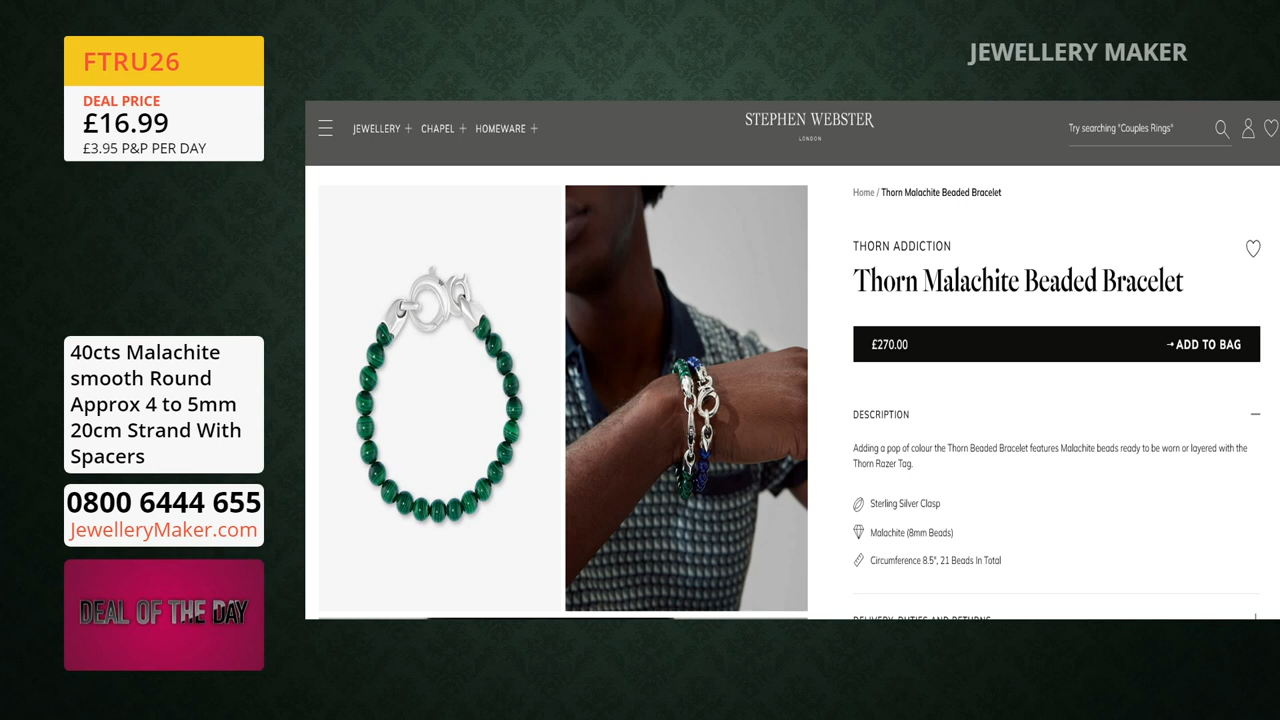 FTRU26
DEAL PRICE
£16.99
£3.95 P&P PER DAY
40cts Malachite
smooth Round
Approx 4 to 5mm
20cm Strand With
Spacers
0800 6444 655
JewelleryMaker.com
DEAL OF THE DAY
JEWELLERY MAKER
JEWELLERY + CHAPEL + HOMEWARE +
STEPHEN WEBSTER
LONDON
Try searching "Couples Rings"
Home / Thorn Malachite Beaded Bracelet
THORN ADDICTION
Thorn Malachite Beaded Bracelet
£270.00 → ADD TO BAG
DESCRIPTION
Adding a pop of colour the Thorn Beaded Bracelet features Malachite beads ready to be worn or layered with the
Thorn Razer Tag.
Sterling Silver Clasp
Malachite (8mm Beads)
Circumference 8.5", 21 Beads In Total
DELIVERY, DUTIES AND RETURNS